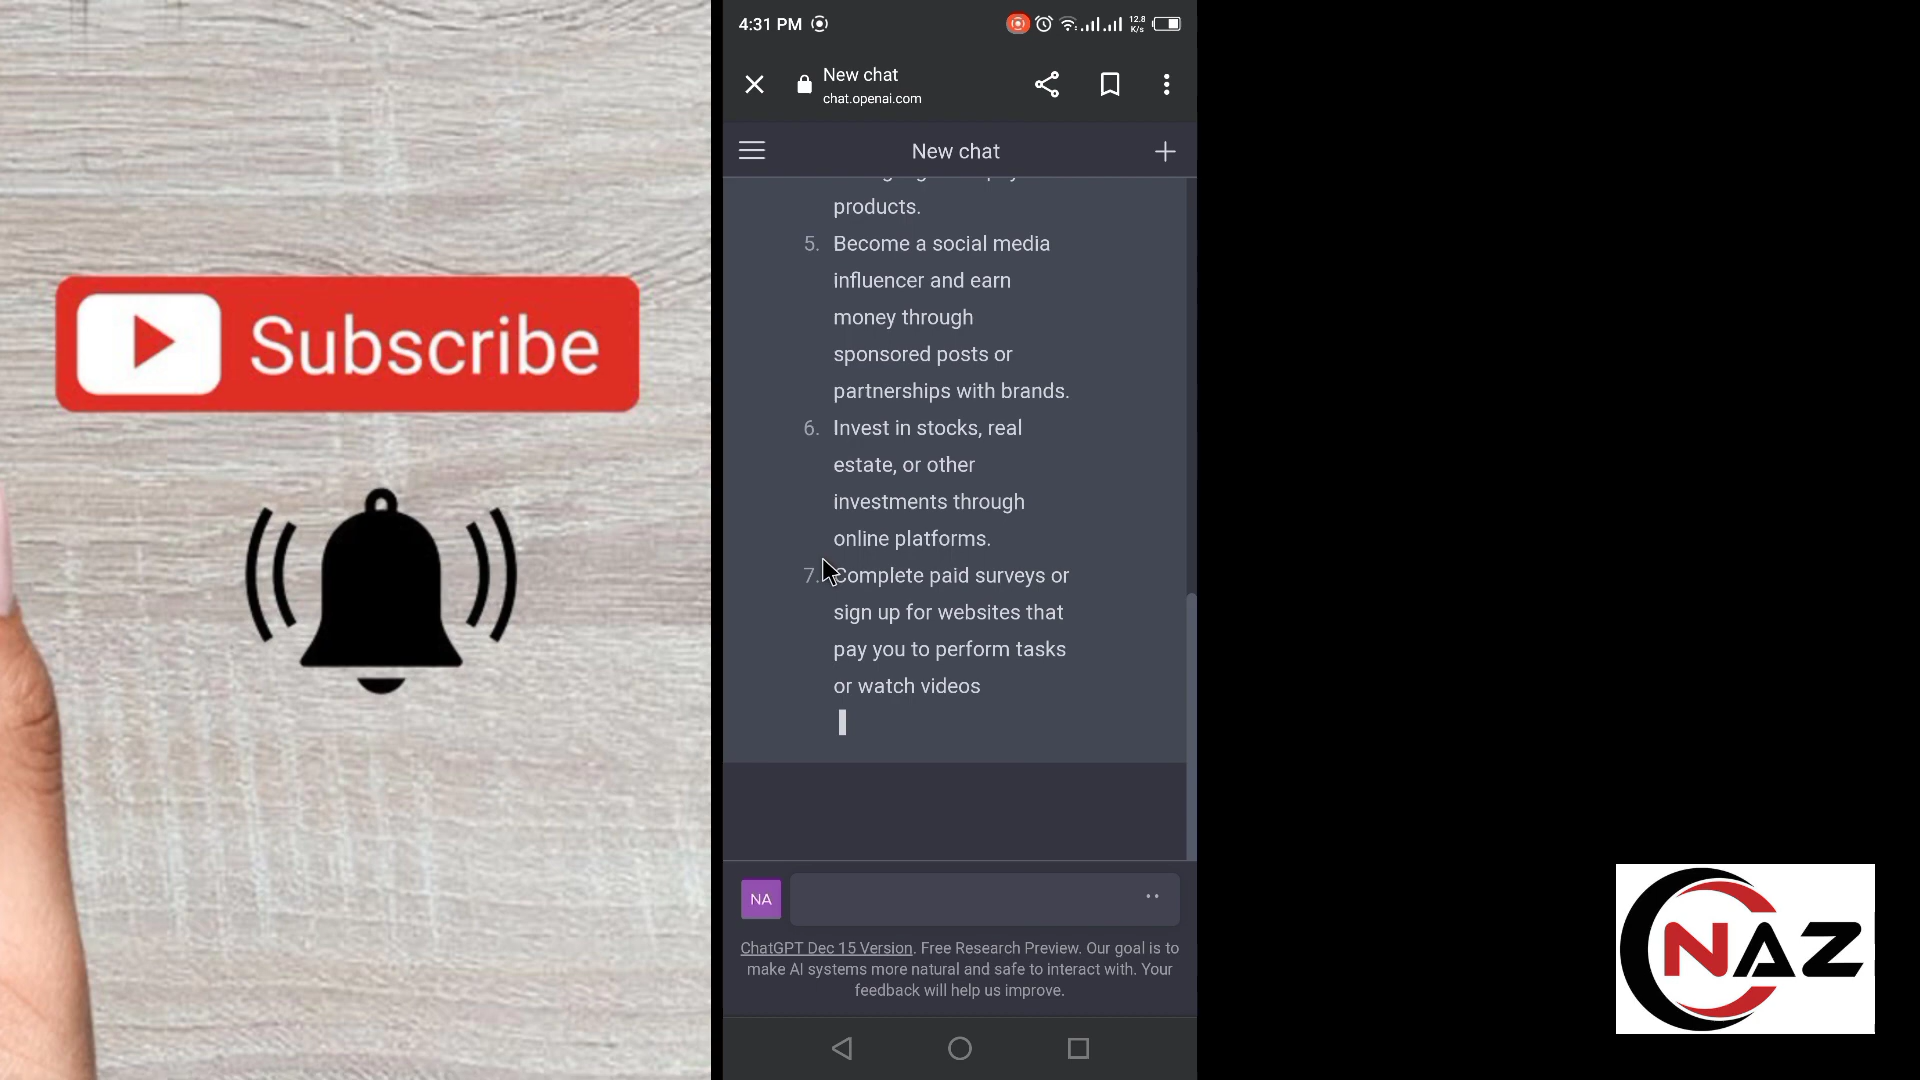 4:31 PM
12.8
K/s
New chat
chat.openai.com
New chat
products.
5. Become a social media
influencer and earn
money through
sponsored posts or
partnerships with brands.
6. Invest in stocks, real
estate, or other
investments through
online platforms.
7. Complete paid surveys or
sign up for websites that
pay you to perform tasks
or watch videos
NA
ChatGPT Dec 15 Version. Free Research Preview. Our goal is to
make AI systems more natural and safe to interact with. Your
feedback will help us improve.
Subscribe
NAZ